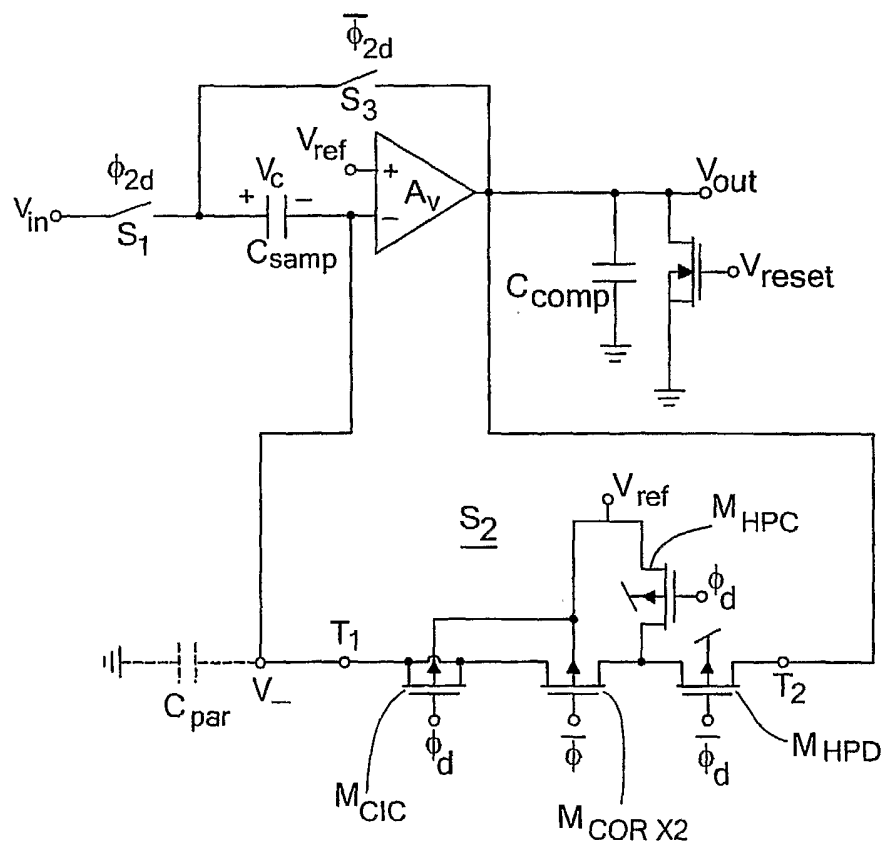 ϕ̅2d
S3
Vref
+
Av
−
ϕ2d
Vin
S1
+ Vc −
Csamp
Vout
Ccomp
Vreset
S2
Vref
MHPC
ϕd
T1
T2
V−
Cpar
ϕd
ϕ̅
ϕ̅d
MHPD
MCIC
MCOR X2